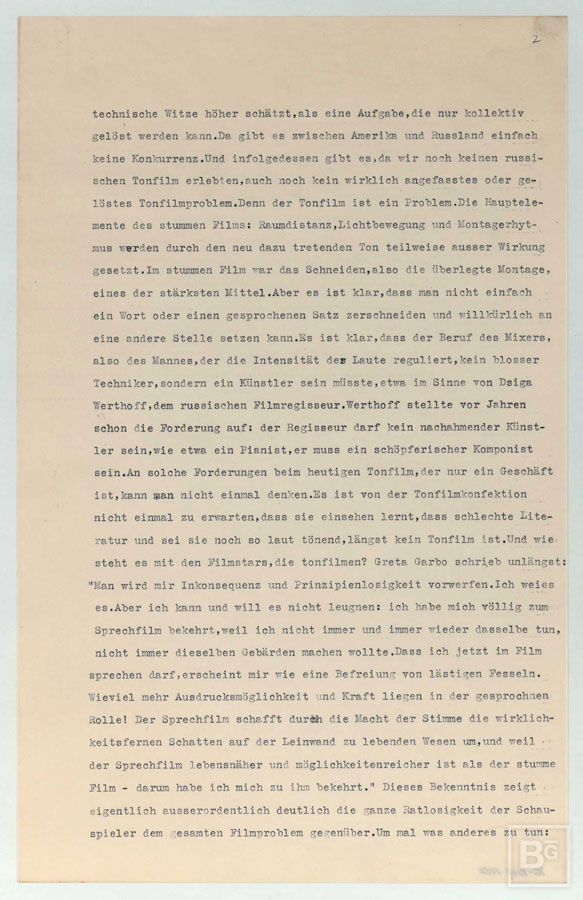 2
technische Witze höher schätzt,als eine Aufgabe,die nur kollektiv
gelöst werden kann.Da gibt es zwischen Amerika und Russland einfach
keine Konkurrenz.Und infolgedessen gibt es,da wir noch keinen russi-
schen Tonfilm erlebten,auch noch kein wirklich angefasstes oder ge-
löstes Tonfilmproblem.Denn der Tonfilm ist ein Problem.Die Hauptele-
mente des stummen Films: Raumdistanz,Lichtbewegung und Montagerhyt-
mus werden durch den neu dazu tretenden Ton teilweise ausser Wirkung
gesetzt.Im stummen Film war das Schneiden,also die überlegte Montage,
eines der stärksten Mittel.Aber es ist klar,dass man nicht einfach
ein Wort oder einen gesprochenen Satz zerschneiden und willkürlich an
eine andere Stelle setzen kann.Es ist klar,dass der Beruf des Mixers,
also des Mannes,der die Intensität der Laute reguliert,kein blosser
Techniker,sondern ein Künstler sein müsste,etwa im Sinne von Dsiga
Werthoff,dem russischen Filmregisseur.Werthoff stellte vor Jahren
schon die Forderung auf: der Regisseur darf kein nachahmender Künst-
ler sein,wie etwa ein Pianist,er muss ein schöpferischer Komponist
sein.An solche Forderungen beim heutigen Tonfilm,der nur ein Geschäft
ist,kann man nicht einmal denken.Es ist von der Tonfilmkonfektion
nicht einmal zu erwarten,dass sie einsehen lernt,dass schlechte Lite-
ratur und sei sie noch so laut tönend,längst kein Tonfilm ist.Und wie
steht es mit den Filmstars,die tonfilmen? Greta Garbo schrieb unlängst:
"Man wird mir Inkonsequenz und Prinzipienlosigkeit vorwerfen.Ich weiss
es.Aber ich kann und will es nicht leugnen: ich habe mich völlig zum
Sprechfilm bekehrt,weil ich nicht immer und immer wieder dasselbe tun,
nicht immer dieselben Gebärden machen wollte.Dass ich jetzt im Film
sprechen darf,erscheint mir wie eine Befreiung von lästigen Fesseln.
Wieviel mehr Ausdrucksmöglichkeit und Kraft liegen in der gesprochnen
Rolle! Der Sprechfilm schafft durch die Macht der Stimme die wirklich-
keitsfernen Schatten auf der Leinwand zu lebenden Wesen um,und weil
der Sprechfilm lebensnäher und möglichkeitenreicher ist als der stumme
Film - darum habe ich mich zu ihm bekehrt." Dieses Bekenntnis zeigt
eigentlich ausserordentlich deutlich die ganze Ratlosigkeit der Schau-
spieler dem gesamten Filmproblem gegenüber.Um mal was anderes zu tun:
BG